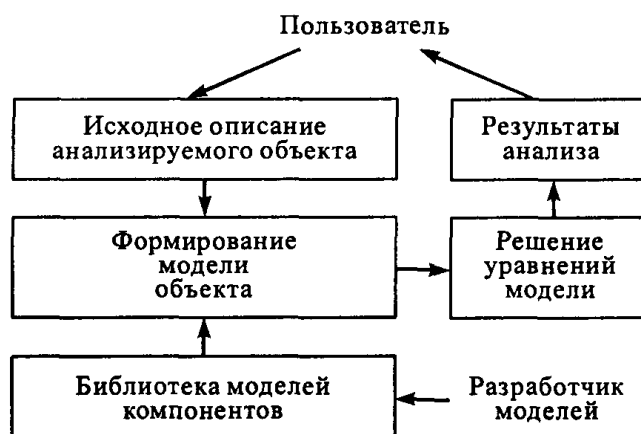 Пользователь
Исходное описание
анализируемого объекта
Результаты
анализа
Формирование
модели
объекта
Решение
уравнений
модели
Библиотека моделей
компонентов
Разработчик
моделей